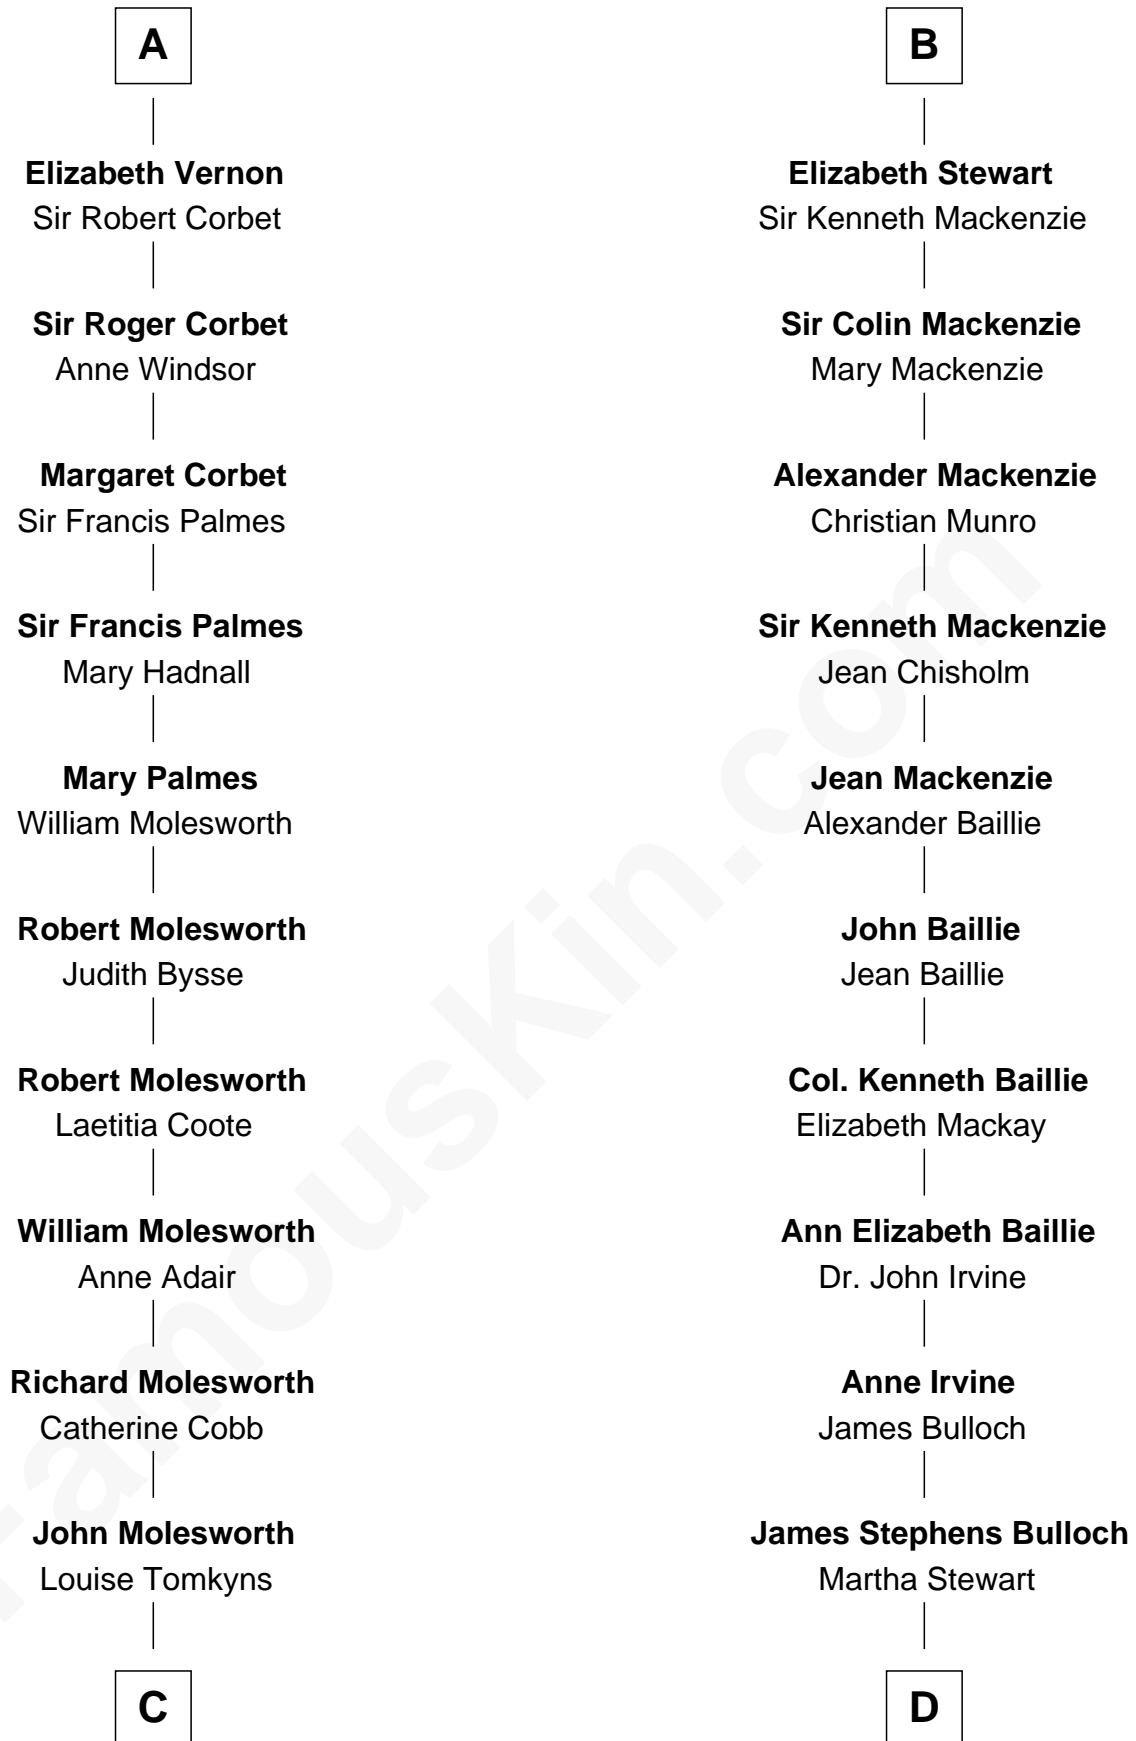 A
Elizabeth Vernon
Sir Robert Corbet
Sir Roger Corbet
Anne Windsor
Margaret Corbet
Sir Francis Palmes
Sir Francis Palmes
Mary Hadnall
Mary Palmes
William Molesworth
Robert Molesworth
Judith Bysse
Robert Molesworth
Laetitia Coote
William Molesworth
Anne Adair
Richard Molesworth
Catherine Cobb
John Molesworth
Louise Tomkyns
C
B
Elizabeth Stewart
Sir Kenneth Mackenzie
Sir Colin Mackenzie
Mary Mackenzie
Alexander Mackenzie
Christian Munro
Sir Kenneth Mackenzie
Jean Chisholm
Jean Mackenzie
Alexander Baillie
John Baillie
Jean Baillie
Col. Kenneth Baillie
Elizabeth Mackay
Ann Elizabeth Baillie
Dr. John Irvine
Anne Irvine
James Bulloch
James Stephens Bulloch
Martha Stewart
D
FamousKin.com